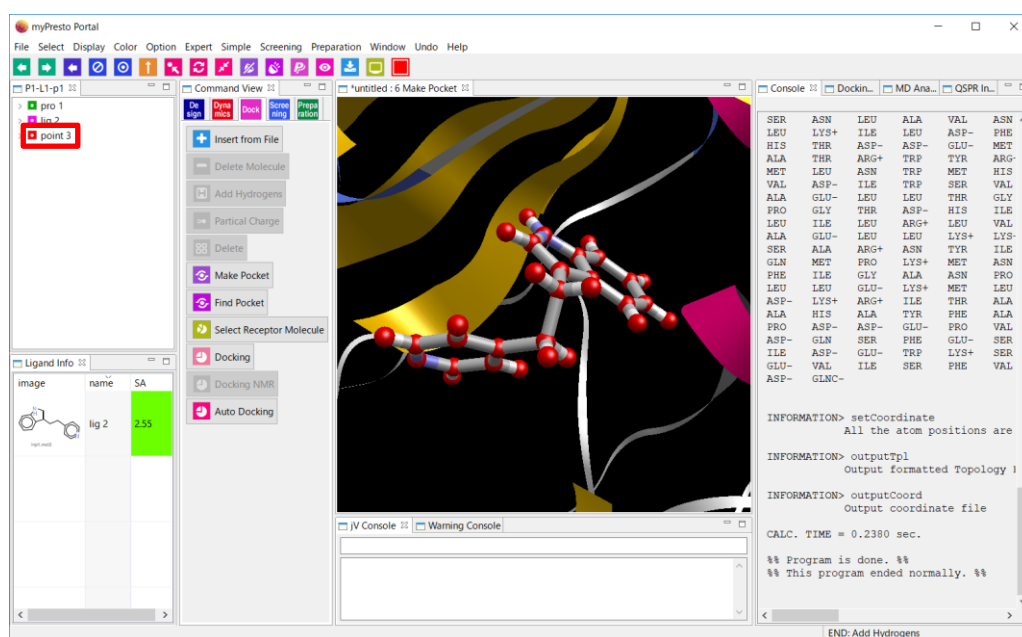 myPresto Portal
File Select Display Color Option Expert Simple Screening Preparation Window Undo Help
P1-L1-p1
pro 1
lig 2
point 3
Command View
De sign
Dyna mics
Dock
Scree ning
Prepa ration
Insert from File
Delete Molecule
Add Hydrogens
Partical Charge
Delete
Make Pocket
Find Pocket
Select Receptor Molecule
Docking
Docking NMR
Auto Docking
Ligand Info
image name SA
lig 2 2.55
*untitled : 6 Make Pocket
jV Console Warning Console
Console Dockin... MD Ana... QSPR In...
SER ASN LEU ALA VAL ASN
LEU LYS+ ILE LEU ASP- PHE
HIS THR ASP- ASP- GLU- MET
ALA THR ARG+ TRP TYR ARG-
MET LEU ASN TRP MET HIS
VAL ASP- ILE TRP SER VAL
ALA GLU- LEU LEU THR GLY
PRO GLY THR ASP- HIS ILE
LEU ILE LEU ARG+ LEU VAL
ALA GLU- LEU LEU LYS+ LYS-
SER ALA ARG+ ASN TYR ILE
GLN MET PRO LYS+ MET ASN
PHE ILE GLY ALA ASN PRO
LEU LEU GLU- LYS+ MET LEU
ASP- LYS+ ARG+ ILE THR ALA
ALA HIS ALA TYR PHE ALA
PRO ASP- ASP- GLU- PRO VAL
ASP- GLN SER PHE GLU- SER
ILE ASP- GLU- TRP LYS+ SER
GLU- VAL ILE SER PHE VAL
ASP- GLNC-
INFORMATION> setCoordinate
All the atom positions are
INFORMATION> outputTpl
Output formatted Topology
INFORMATION> outputCoord
Output coordinate file
CALC. TIME = 0.2380 sec.
%% Program is done. %%
%% This program ended normally. %%
END: Add Hydrogens